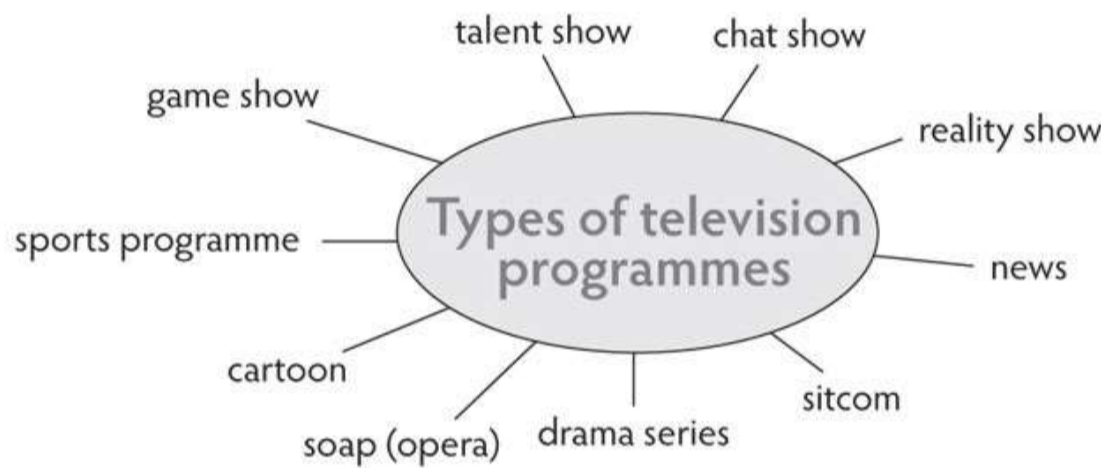 talent show
chat show
game show
reality show
Types of television
programmes
sports programme
news
cartoon
sitcom
soap (opera)
drama series